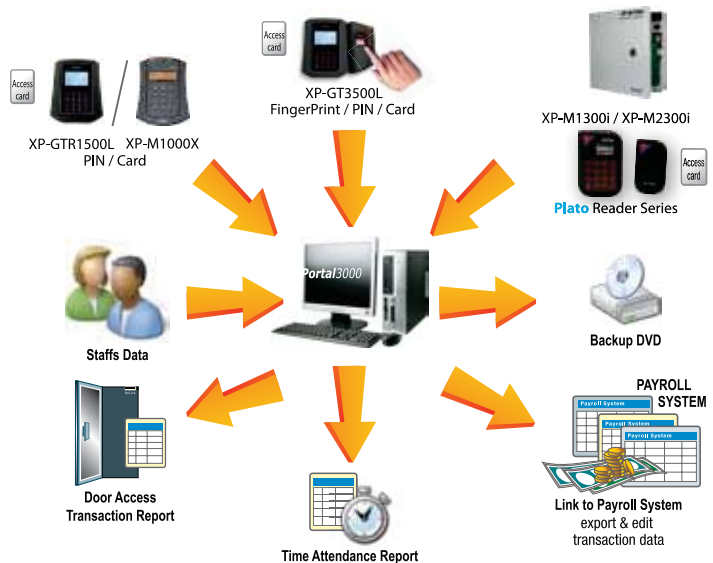 Access
card
XP-GTR1500L
XP-M1000X
PIN / Card
Access
card
XP-GT3500L
FingerPrint / PIN / Card
XP-M1300i / XP-M2300i
Access
card
Plato Reader Series
Staffs Data
Portal3000
Backup DVD
Door Access
Transaction Report
Time Attendance Report
PAYROLL
SYSTEM
Payroll System
Payroll System
Payroll System
Link to Payroll System
export & edit
transaction data